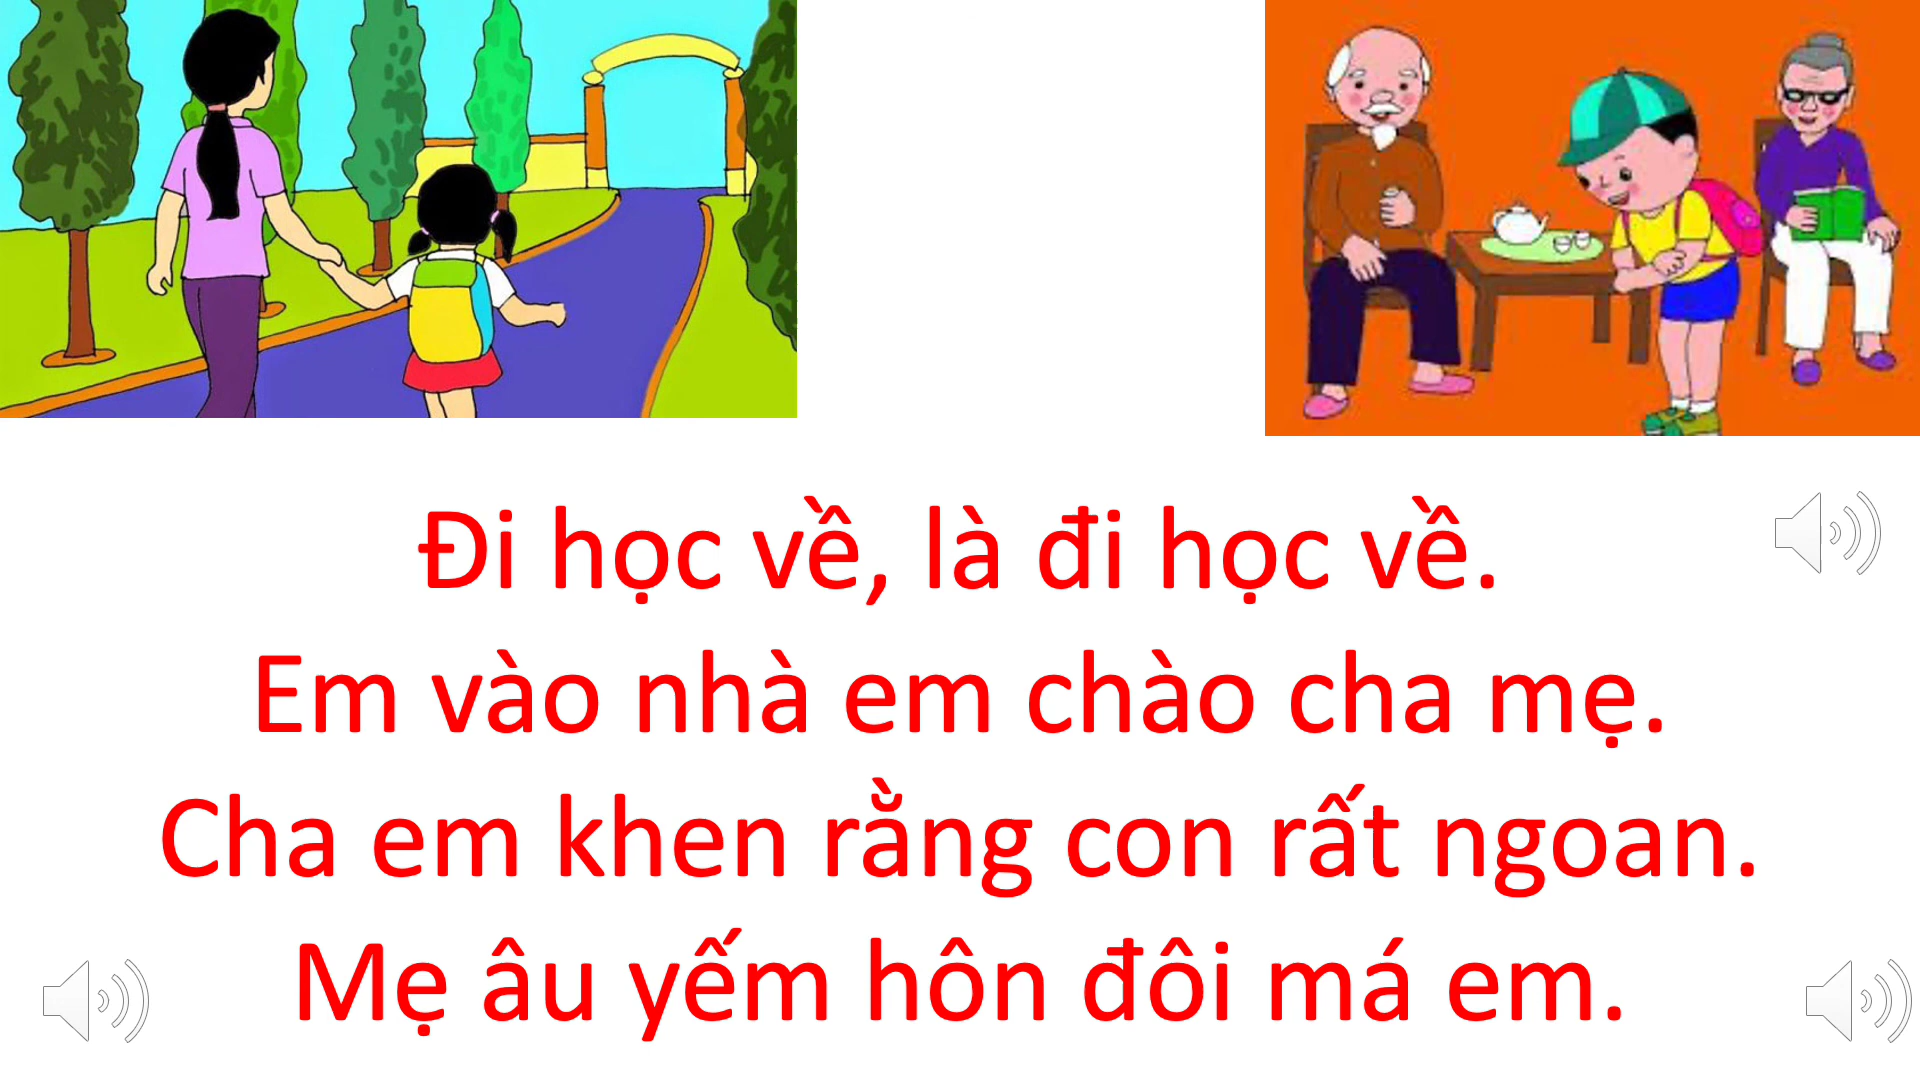 Đi học về, là đi học về.
Em vào nhà em chào cha mẹ.
Cha em khen rằng con rất ngoan.
Mẹ âu yếm hôn đôi má em.